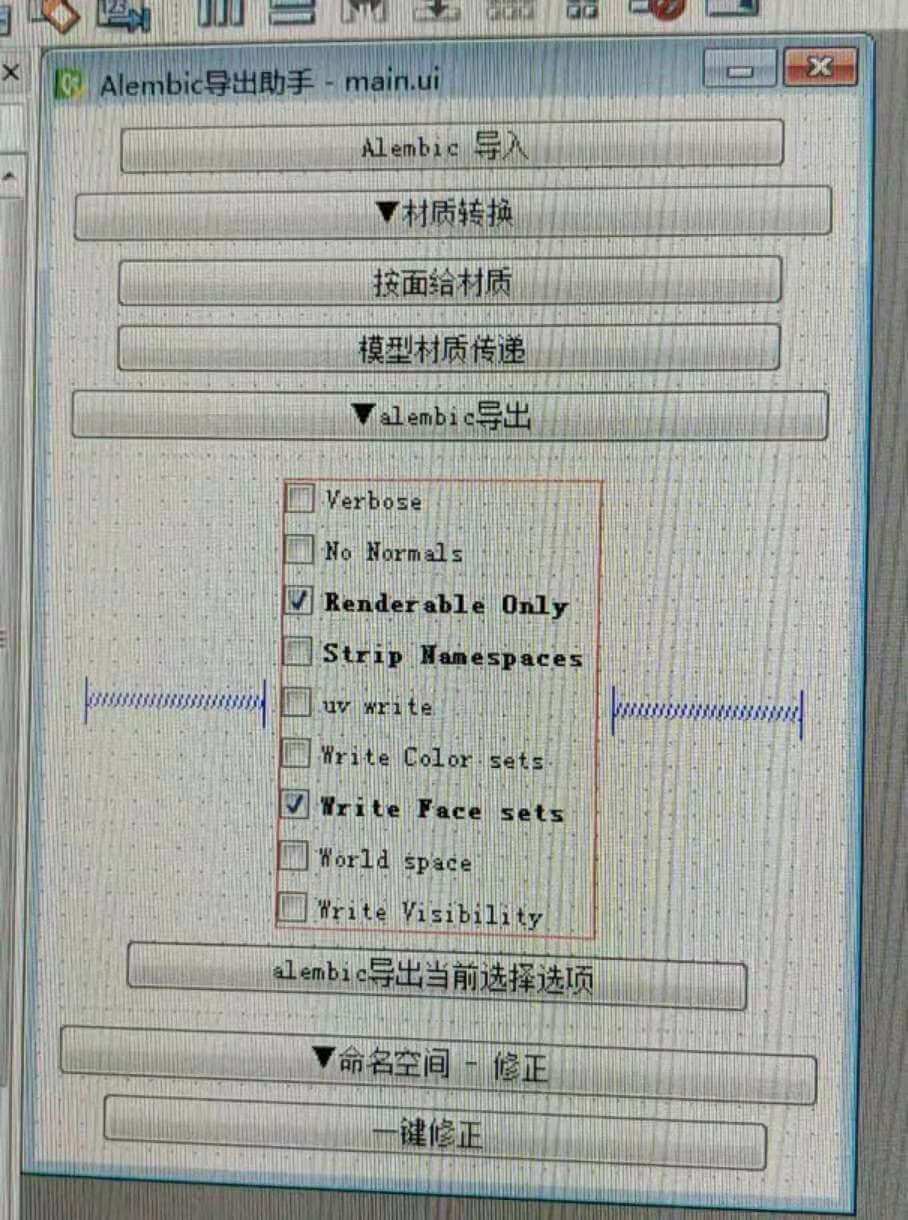 123
Qt
Alembic导出助手 - main.ui
Alembic 导入
▼材质转换
按面给材质
模型材质传递
▼alembic导出
Verbose
No Normals
Renderable Only
Strip Namespaces
uv write
Write Color sets
Write Face sets
World space
Write Visibility
alembic导出当前选择选项
▼命名空间 - 修正
一键修正